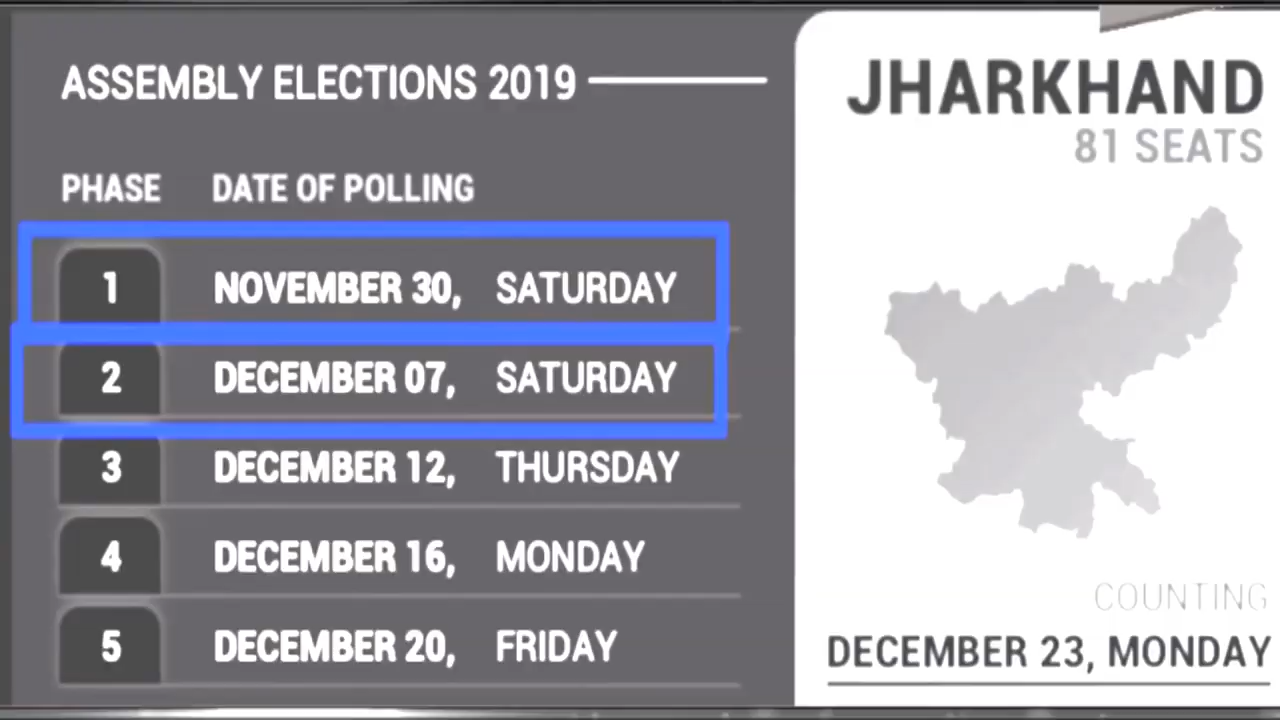 ASSEMBLY ELECTIONS 2019
PHASE DATE OF POLLING
1 NOVEMBER 30, SATURDAY
2 DECEMBER 07, SATURDAY
3 DECEMBER 12, THURSDAY
4 DECEMBER 16, MONDAY
5 DECEMBER 20, FRIDAY
JHARKHAND
81 SEATS
COUNTING
DECEMBER 23, MONDAY